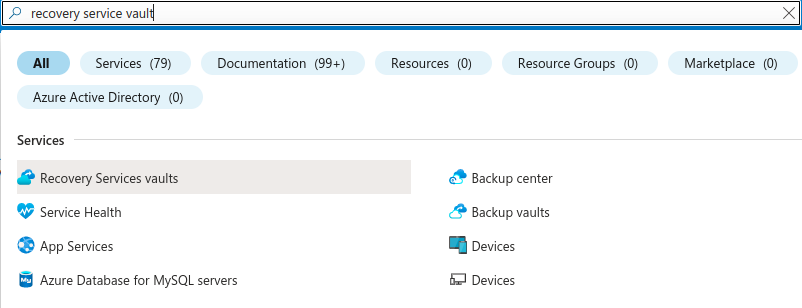 recovery service vault
All Services (79) Documentation (99+) Resources (0) Resource Groups (0) Marketplace (0)
Azure Active Directory (0)
Services
Recovery Services vaults Backup center
Service Health Backup vaults
App Services Devices
Azure Database for MySQL servers Devices